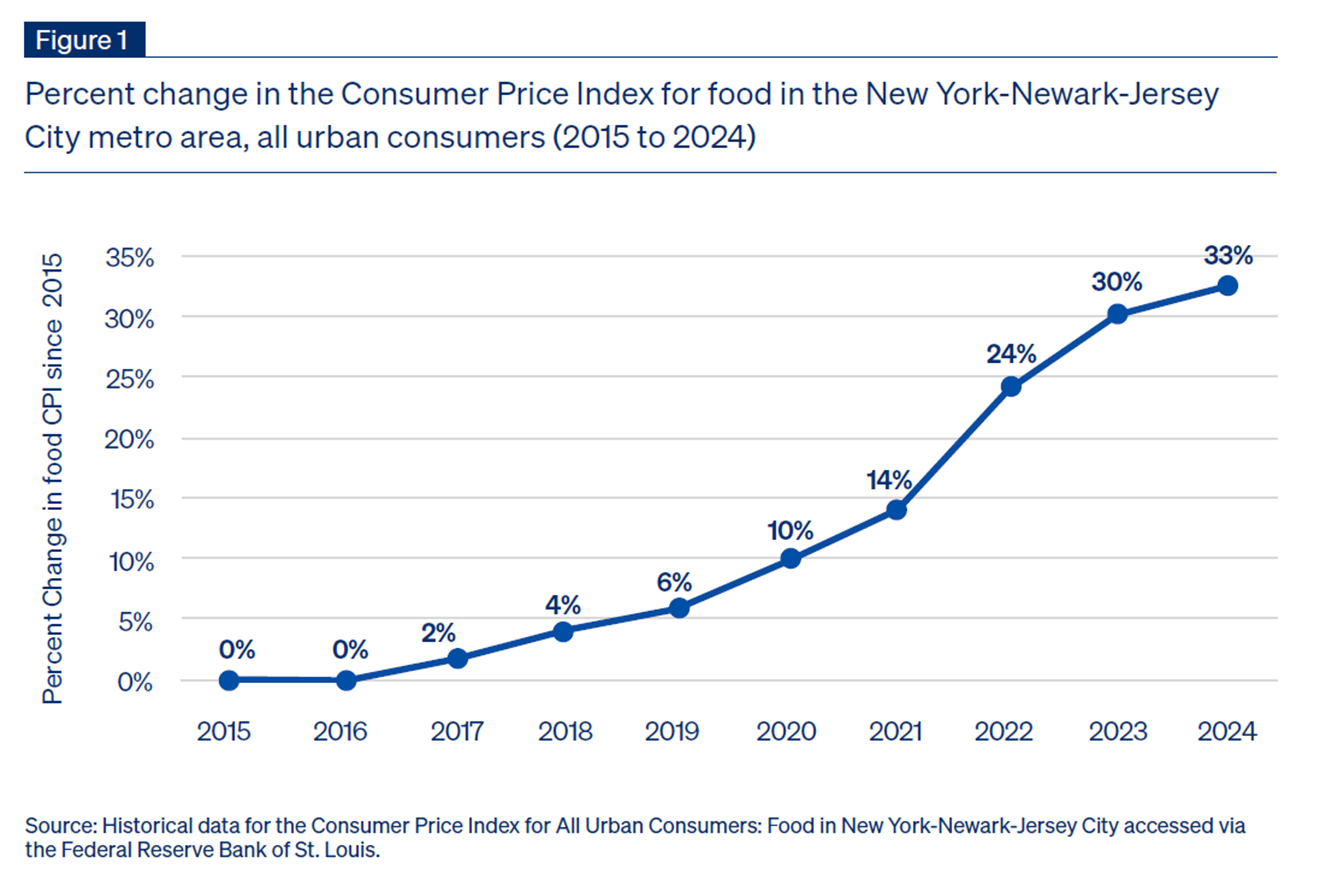 Figure 1
Percent change in the Consumer Price Index for food in the New York-Newark-Jersey
City metro area, all urban consumers (2015 to 2024)
Percent Change in food CPI since 2015
35%
30%
25%
20%
15%
10%
5%
0%
0%
0%
2%
4%
6%
10%
14%
24%
30%
33%
2015 2016 2017 2018 2019 2020 2021 2022 2023 2024
Source: Historical data for the Consumer Price Index for All Urban Consumers: Food in New York-Newark-Jersey City accessed via
the Federal Reserve Bank of St. Louis.